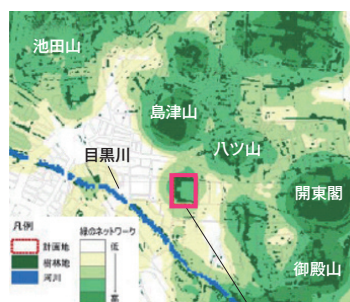 池田山
島津山
目黒川
八ツ山
開東閣
御殿山
凡例
計画地
樹林地
河川
緑のネットワーク
低
高